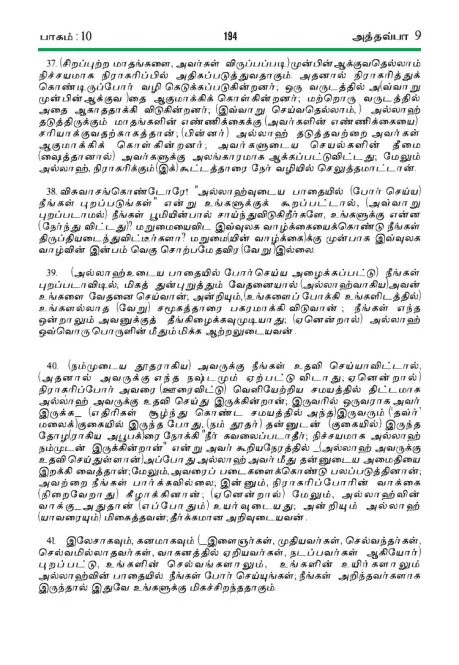 பாகம் : 10 194 அத்தவ்பா 9
37. (சிறப்புற்ற மாதங்களை, அவர்கள் விருப்பப்படி) முன்பின்ஆக்குவதெல்லாம்
நிச்சயமாக நிராகரிப்பில் அதிகப்படுத்துவதாகும். அதனால் நிராகரித்துக்
கொண்டிருப்போர் வழி கெடுக்கப்படுகின்றனர்; ஒரு வருடத்தில் அ(வ்வாறு
முன்பின்ஆக்குவ )தை ஆகுமாக்கிக் கொள்கின்றனர்; மற்றொரு வருடத்தில்
அதை ஆகாததாக்கி விடுகின்றனர்; (இவ்வாறு செய்வதெல்லாம்,) அல்லாஹ்
தடுத்திருக்கும் மாதங்களின் எண்ணிக்கைக்கு (அவர்களின் எண்ணிக்கையை)
சரியாக்குவதற்காகத்தான்; (பின்னர்) அல்லாஹ் தடுத்தவற்றை அவர்கள்
ஆகுமாக்கிக் கொள்கின்றனர்; அவர்களுடைய செயல்களின் தீமை
(ஷைத்தானால்) அவர்களுக்கு அலங்காரமாக ஆக்கப்பட்டுவிட்டது; மேலும்
அல்லாஹ், நிராகரிக்கும்(இக்)கூட்டத்தாரை நேர் வழியில் செலுத்தமாட்டான்.
38. விசுவாசங்கொண்டோரே! "அல்லாஹ்வுடைய பாதையில் (போர் செய்ய)
நீங்கள் புறப்படுங்கள்" என்று உங்களுக்குக் கூறப்பட்டால், (அவ்வாறு
புறப்படாமல்) நீங்கள் பூமியின்பால் சாய்ந்துவிடுகிறீர்களே, உங்களுக்கு என்ன
(நேர்ந்து விட்டது)? மறுமையைவிட இவ்வுலக வாழ்க்கையைக்கொண்டு நீங்கள்
திருப்தியடைந்துவிட்டீர்களா? மறுமை(யின் வாழ்க்கை)க்கு முன்பாக இவ்வுலக
வாழ்வின் இன்பம் வெகு சொற்பமேதவிர (வேறு)இல்லை.
39. (அல்லாஹ்உடைய பாதையில் போர்செய்ய அழைக்கப்பட்டு) நீங்கள்
புறப்படாவிடில், மிகத் துன்புறுத்தும் வேதனையால் (அல்லாஹ்வாகிய)அவன்
உங்களை வேதனை செய்வான்; அன்றியும்,(உங்களைப் போக்கி உங்களிடத்தில்)
உங்களல்லாத (வேறு) சமூகத்தாரை பகரமாக்கி விடுவான் ; நீங்கள் எந்த
ஒன்றாலும் அவனுக்குத் தீங்கிழைக்கவுமுடியாது; (ஏனென்றால்) அல்லாஹ்
ஒவ்வொரு பொருளின் மீதும் மிக்க ஆற்றலுடையவன்.
40. (நம்முடைய தூதராகிய) அவருக்கு நீங்கள் உதவி செய்யாவிட்டால்,
(அதனால் அவருக்கு எந்த நஷ்டமும் ஏற்பட்டு விடாது; ஏனென்றால்)
நிராகரிப்போர் அவரை (ஊரைவிட்டு) வெளியேற்றிய சமயத்தில் திட்டமாக
அல்லாஹ் அவருக்கு உதவி செய்து இருக்கின்றான்; இருவரில் ஒருவராக அவர்
இருக்க_ (எதிரிகள் சூழ்ந்து கொண்ட சமயத்தில் அந்த)இருவரும் ('தவ்ர்'
மலைக்)குகையில் இருந்த போது, (நம் தூதர்) தன்னுடன் (குகையில்) இருந்த
தோழ(ராகிய அபூபக்)ரை நோக்கி "நீர் கவலைப்படாதீர்; நிச்சயமாக அல்லாஹ்
நம்முடன் இருக்கின்றான்" என்று அவர் கூறியநேரத்தில் _(அல்லாஹ் அவருக்கு
உதவிசெய்துள்ளான்)அப்போது அல்லாஹ் அவர் மீது தன்னுடைய அமைதியை
இறக்கி வைத்தான்; மேலும், அவரைப் படைகளைக்கொண்டு பலப்படுத்தினான்;
அவற்றை நீங்கள் பார்க்கவில்லை; இன்னும், நிராகரிப்போரின் வாக்கை
(நிறைவேறாது) கீழாக்கினான்; (ஏனென்றால்) மேலும், அல்லாஹ்வின்
வாக்கு_அதுதான் (எப்போதும்) உயர்வுடையது; அன்றியும் அல்லாஹ்
(யாவரையும்) மிகைத்தவன்; தீர்க்கமான அறிவுடையவன்.
41. இலேசாகவும், கனமாகவும் (_இளைஞர்கள், முதியவர்கள், செல்வந்தர்கள்,
செல்வமில்லாதவர்கள், வாகனத்தில் ஏறியவர்கள், நடப்பவர்கள் ஆகியோர்)
புறப்பட்டு, உங்களின் செல்வங்களாலும், உங்களின் உயிர்களாலும்
அல்லாஹ்வின் பாதையில் நீங்கள் போர் செய்யுங்கள்; நீங்கள் அறிந்தவர்களாக
இருந்தால் இதுவே உங்களுக்கு மிகச்சிறந்ததாகும்.